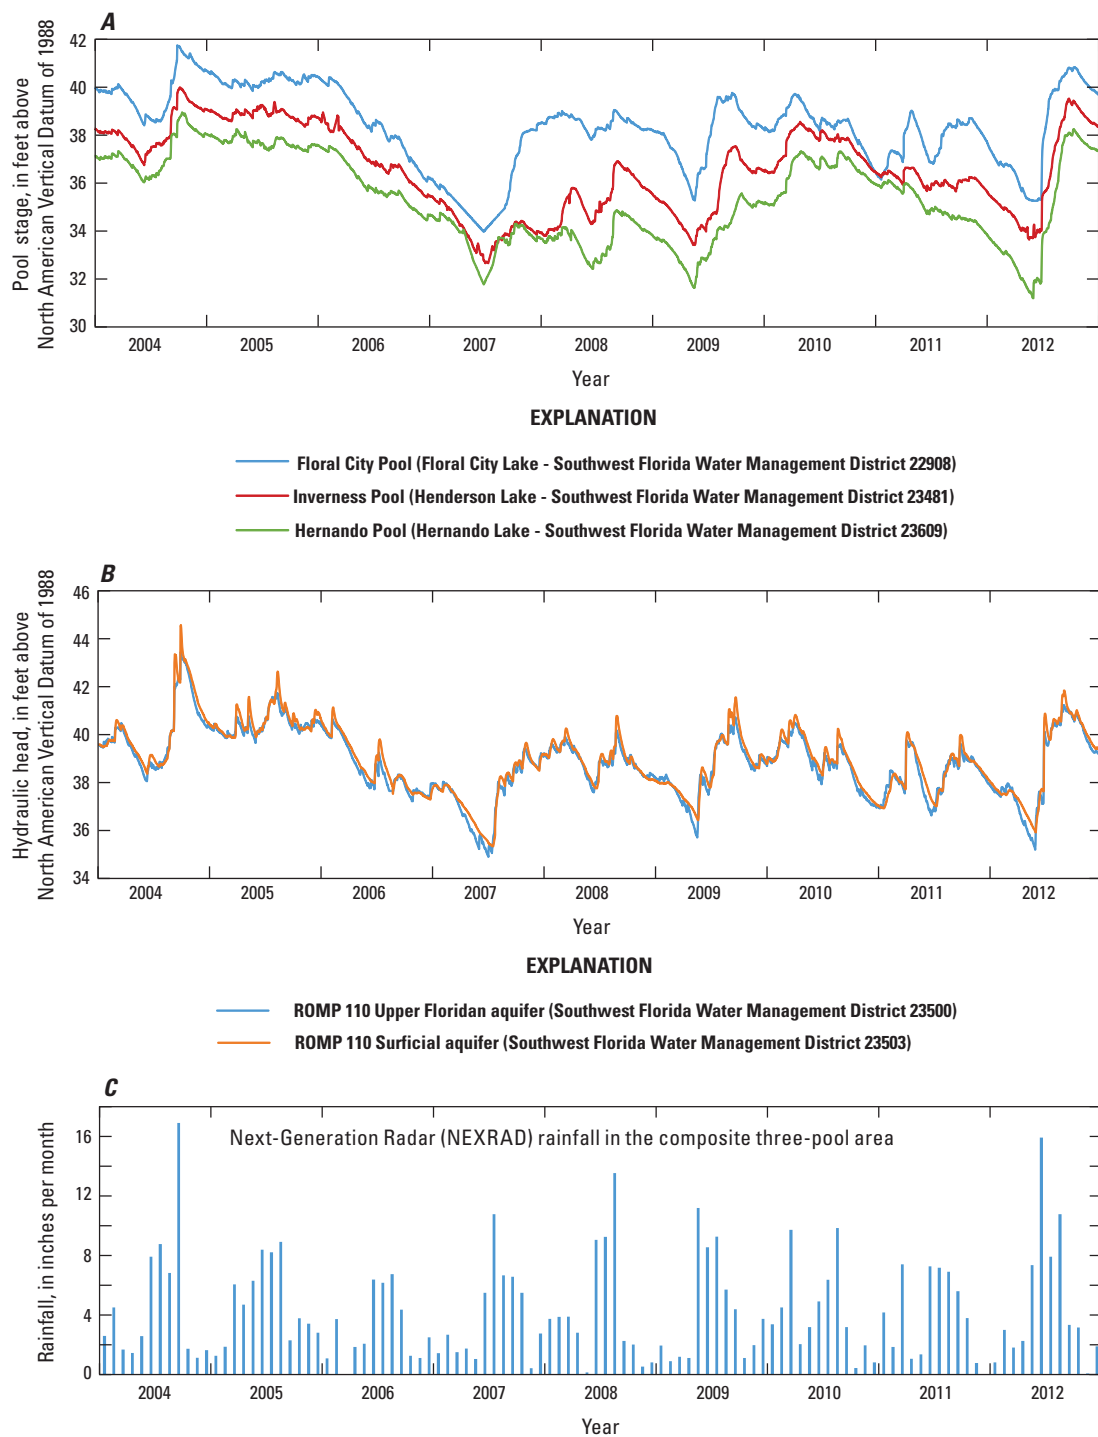 A
Pool stage, in feet above
North American Vertical Datum of 1988
42
40
38
36
34
32
30
2004 2005 2006 2007 2008 2009 2010 2011 2012
Year
EXPLANATION
Floral City Pool (Floral City Lake - Southwest Florida Water Management District 22908)
Inverness Pool (Henderson Lake - Southwest Florida Water Management District 23481)
Hernando Pool (Hernando Lake - Southwest Florida Water Management District 23609)
B
Hydraulic head, in feet above
North American Vertical Datum of 1988
46
44
42
40
38
36
34
2004 2005 2006 2007 2008 2009 2010 2011 2012
Year
EXPLANATION
ROMP 110 Upper Floridan aquifer (Southwest Florida Water Management District 23500)
ROMP 110 Surficial aquifer (Southwest Florida Water Management District 23503)
C
Rainfall, in inches per month
Next-Generation Radar (NEXRAD) rainfall in the composite three-pool area
16
12
8
4
0
2004 2005 2006 2007 2008 2009 2010 2011 2012
Year